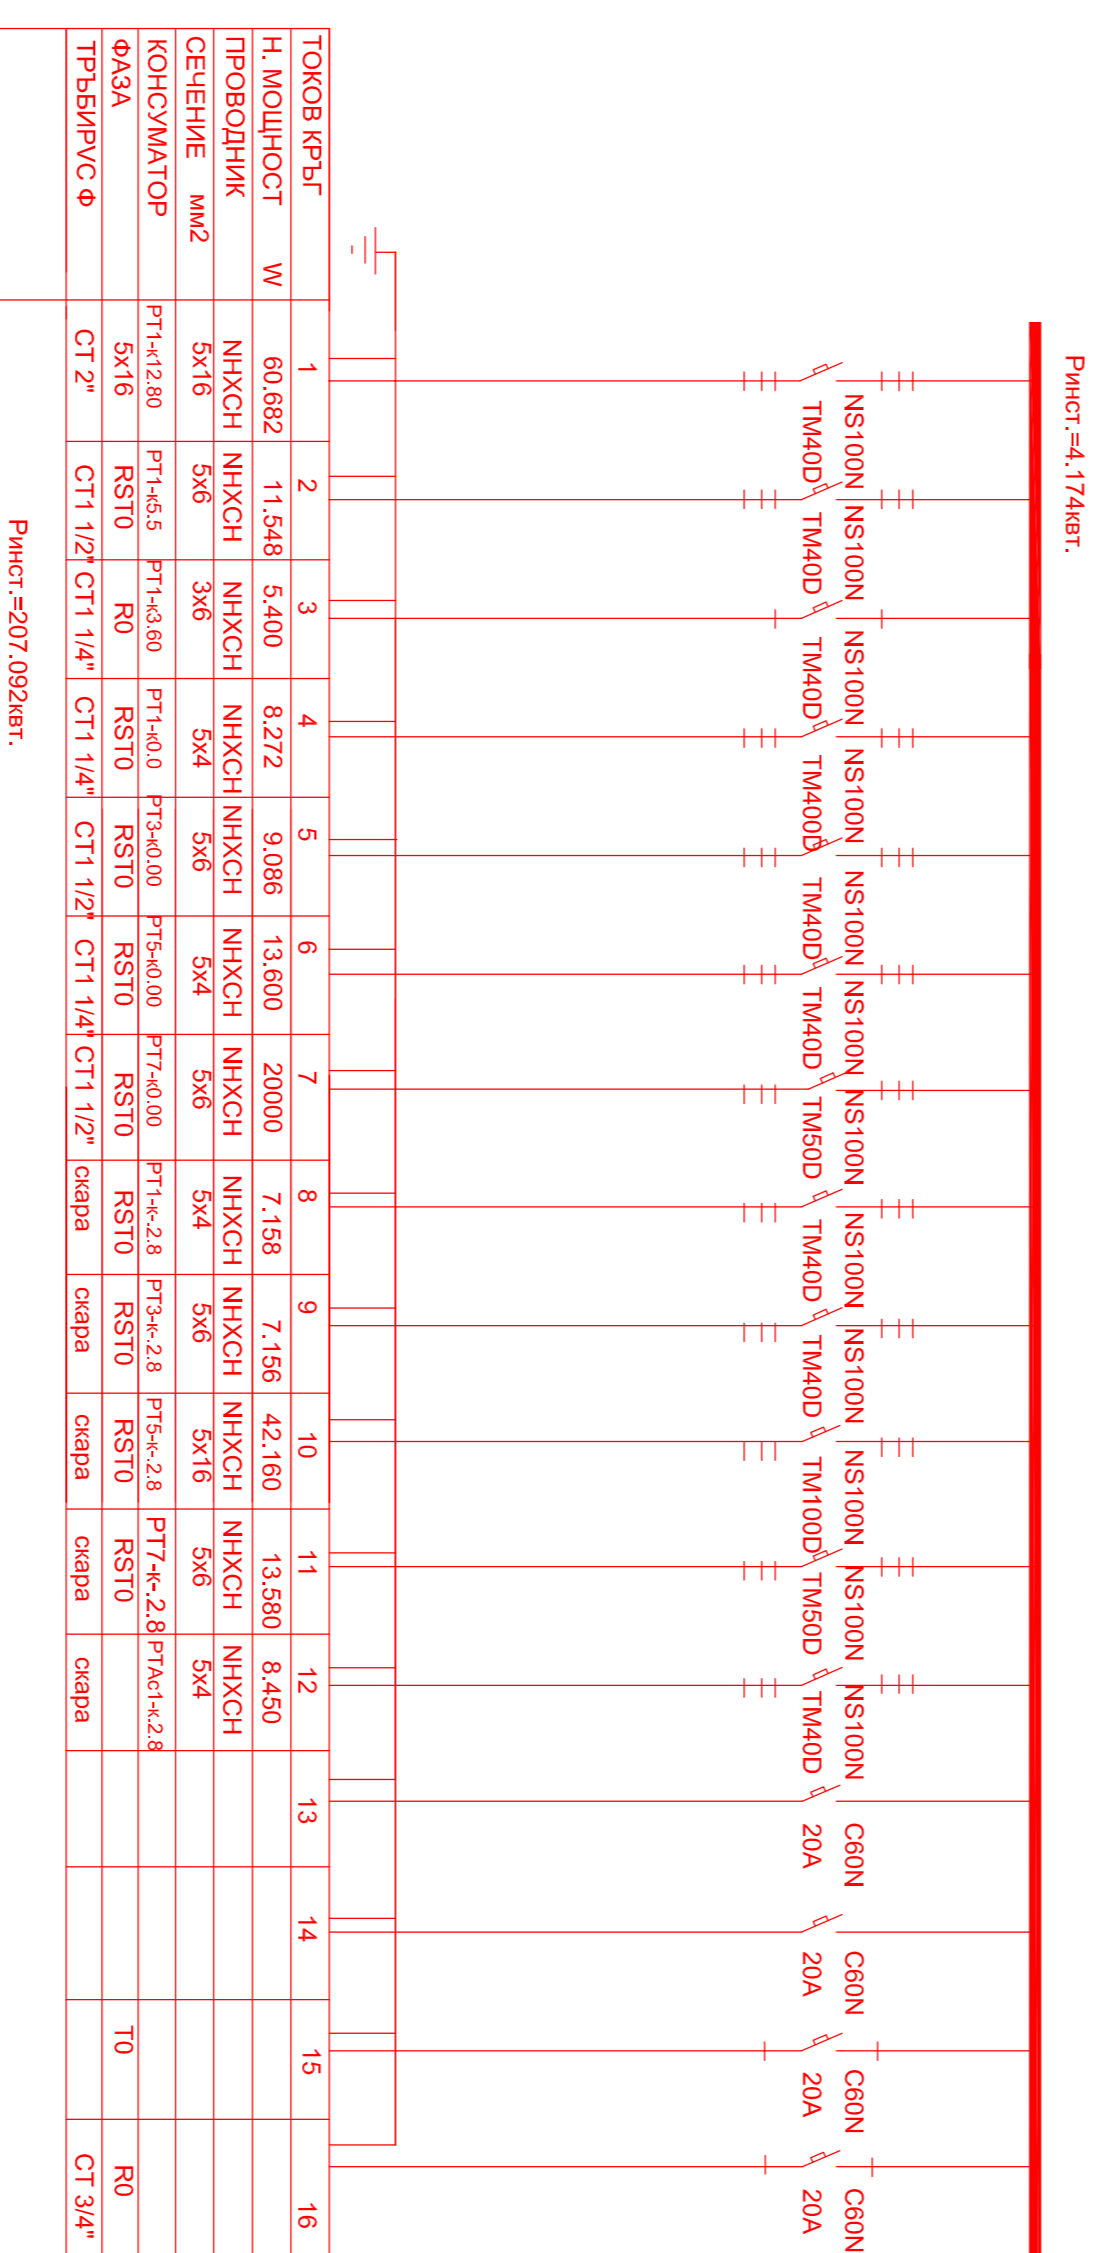 Pинст.=4.174квт.
NS100N NS100N NS100N NS100N NS100N NS100N NS100N NS100N NS100N NS100N NS100N NS100N C60N C60N C60N C60N
TM40D TM40D TM40D TM400D TM40D TM40D TM50D TM40D TM40D TM100D TM50D TM40D 20A 20A 20A 20A
ТОКОВ КРЪГ 1 2 3 4 5 6 7 8 9 10 11 12 13 14 15 16
Н. МОЩНОСТ W 60.682 11.548 5.400 8.272 9.086 13.600 20000 7.158 7.156 42.160 13.580 8.450
ПРОВОДНИК NHXCH NHXCH NHXCH NHXCH NHXCH NHXCH NHXCH NHXCH NHXCH NHXCH NHXCH NHXCH
СЕЧЕНИЕ мм2 5x16 5x6 3x6 5x4 5x6 5x4 5x6 5x4 5x6 5x16 5x6 5x4
КОНСУМАТОР РТ1-к12.80 РТ1-к5.5 РТ1-к3.60 РТ1-к0.0 РТ3-к0.00 РТ5-к0.00 РТ7-к0.00 РТ1-к-.2.8 РТ3-к-.2.8 РТ5-к-.2.8 РТ7-к-.2.8 РТАс1-к.2.8
ФАЗА 5x16 RST0 R0 RST0 RST0 RST0 RST0 RST0 RST0 RST0 RST0 T0 R0
ТРЪБИPVC Ф СТ 2" СТ1 1/2" СТ1 1/4" СТ1 1/4" СТ1 1/2" СТ1 1/4" СТ1 1/2" скара скара скара скара скара СТ 3/4"
Pинст.=207.092квт.